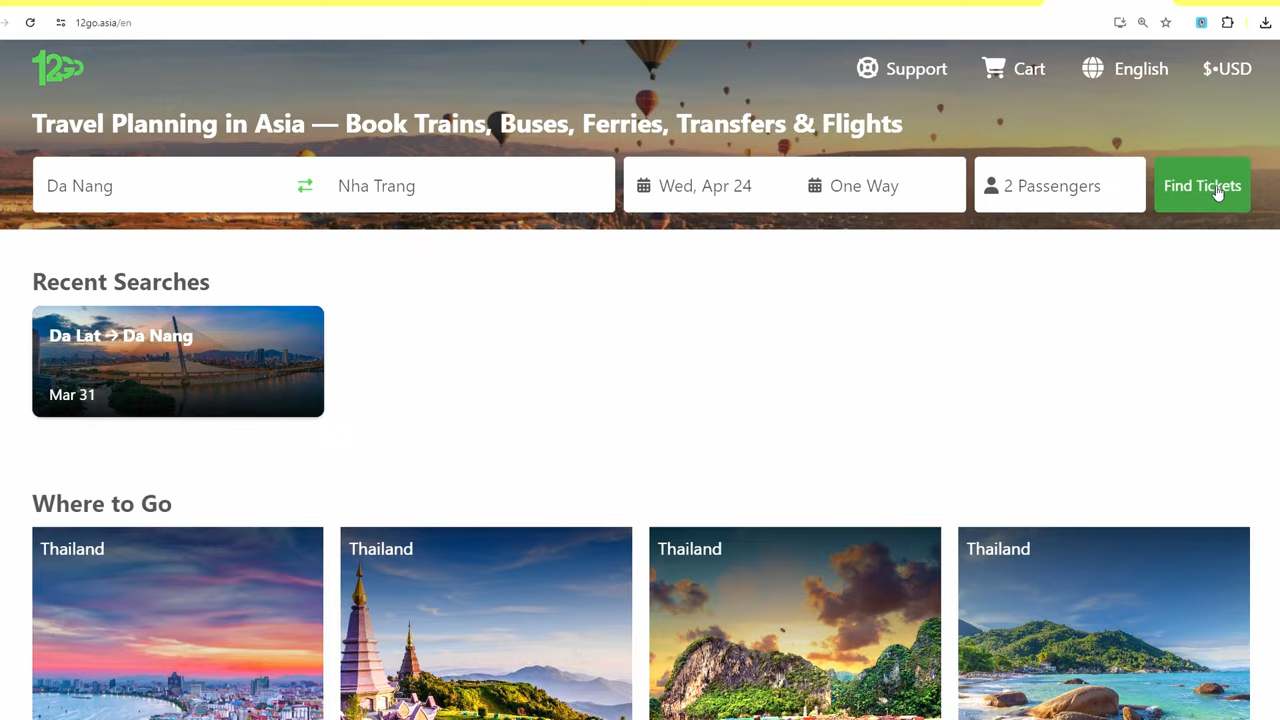 12go.asia/en
12GO
Support
Cart
English
$•USD
Travel Planning in Asia — Book Trains, Buses, Ferries, Transfers & Flights
Da Nang
Nha Trang
Wed, Apr 24
One Way
2 Passengers
Find Tickets
Recent Searches
Da Lat → Da Nang
Mar 31
Where to Go
Thailand
Thailand
Thailand
Thailand